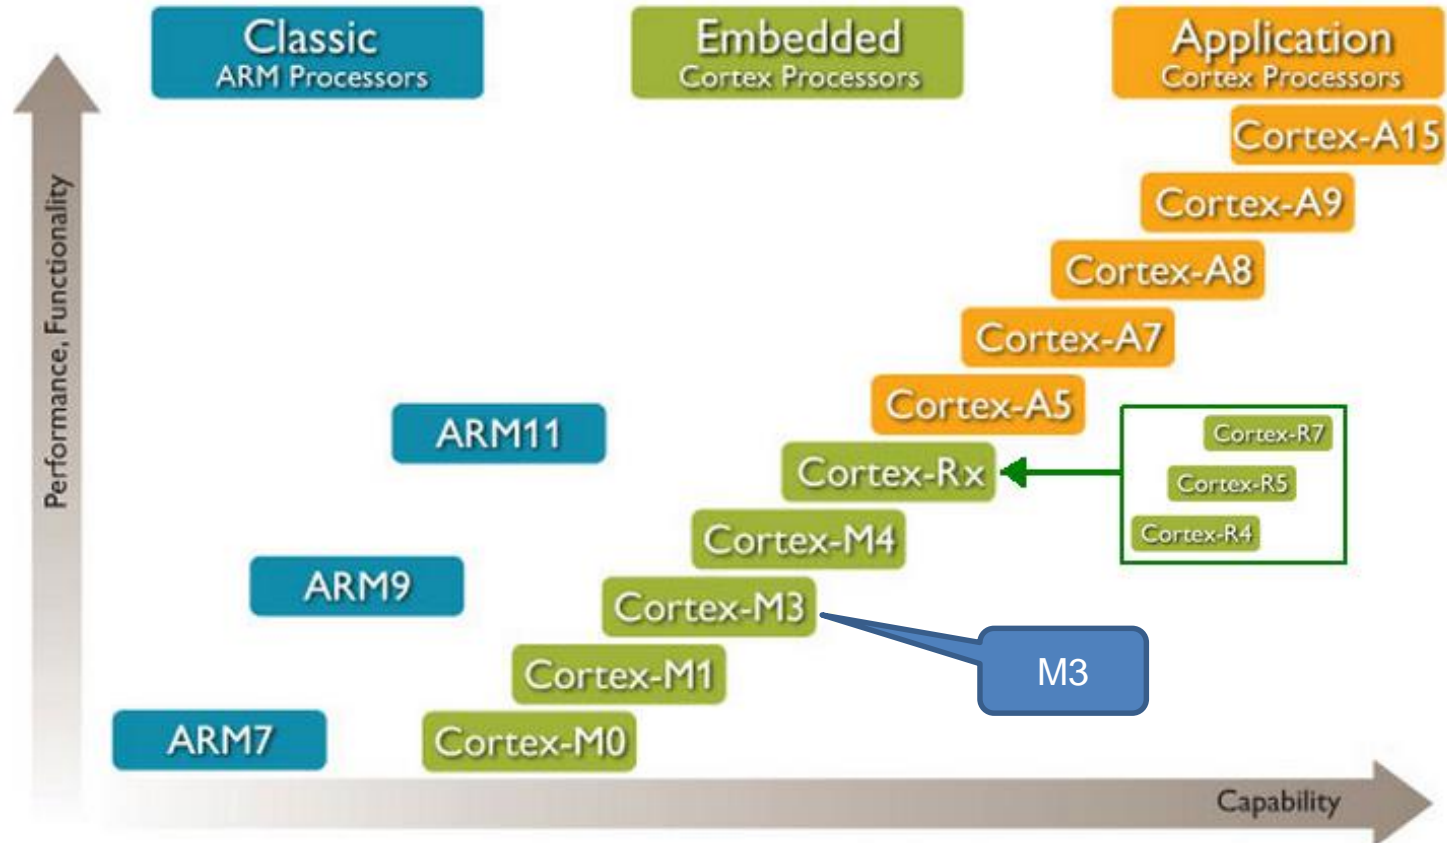 Classic
ARM Processors
Embedded
Cortex Processors
Application
Cortex Processors
Cortex-A15
Cortex-A9
Cortex-A8
Cortex-A7
Cortex-A5
ARM11
Cortex-R7
Cortex-Rx
Cortex-R5
Cortex-R4
Cortex-M4
ARM9
Cortex-M3
M3
Cortex-M1
ARM7
Cortex-M0
Performance, Functionality
Capability